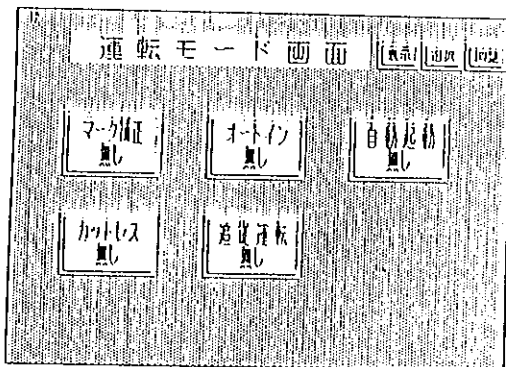 運転モード画面
表示
選択
マーク補正
無し
オートイン
無し
自動起動
無し
カットレス
無し
追従運転
無し